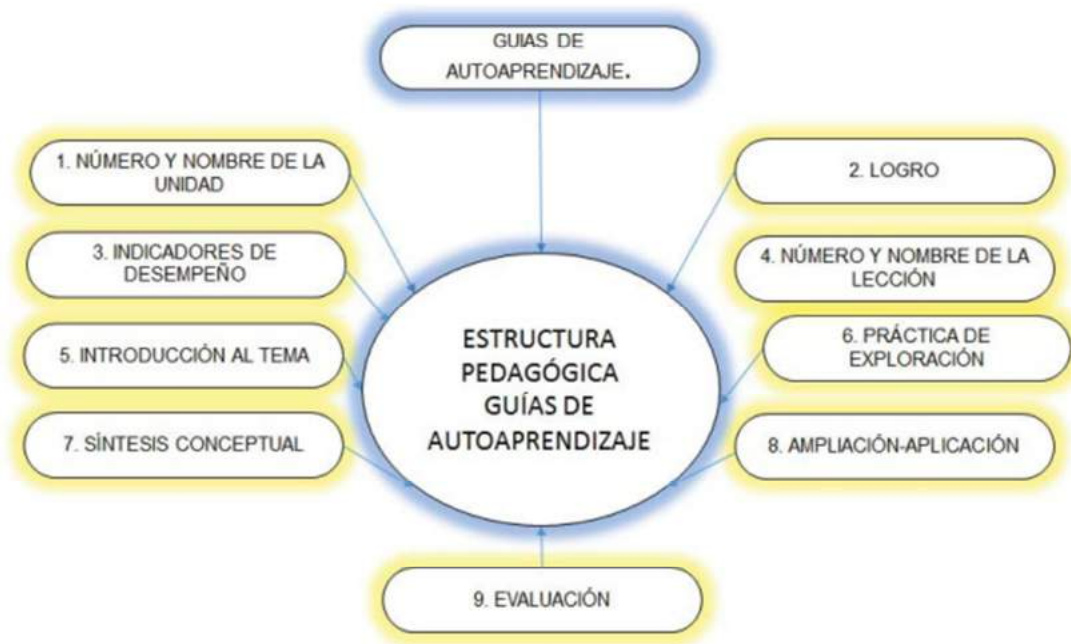 GUIAS DE
AUTOAPRENDIZAJE.
1. NÚMERO Y NOMBRE DE LA
UNIDAD
2. LOGRO
3. INDICADORES DE
DESEMPEÑO
4. NÚMERO Y NOMBRE DE LA
LECCIÓN
5. INTRODUCCIÓN AL TEMA
6. PRÁCTICA DE
EXPLORACIÓN
7. SÍNTESIS CONCEPTUAL
8. AMPLIACIÓN-APLICACIÓN
9. EVALUACIÓN
ESTRUCTURA
PEDAGÓGICA
GUÍAS DE
AUTOAPRENDIZAJE